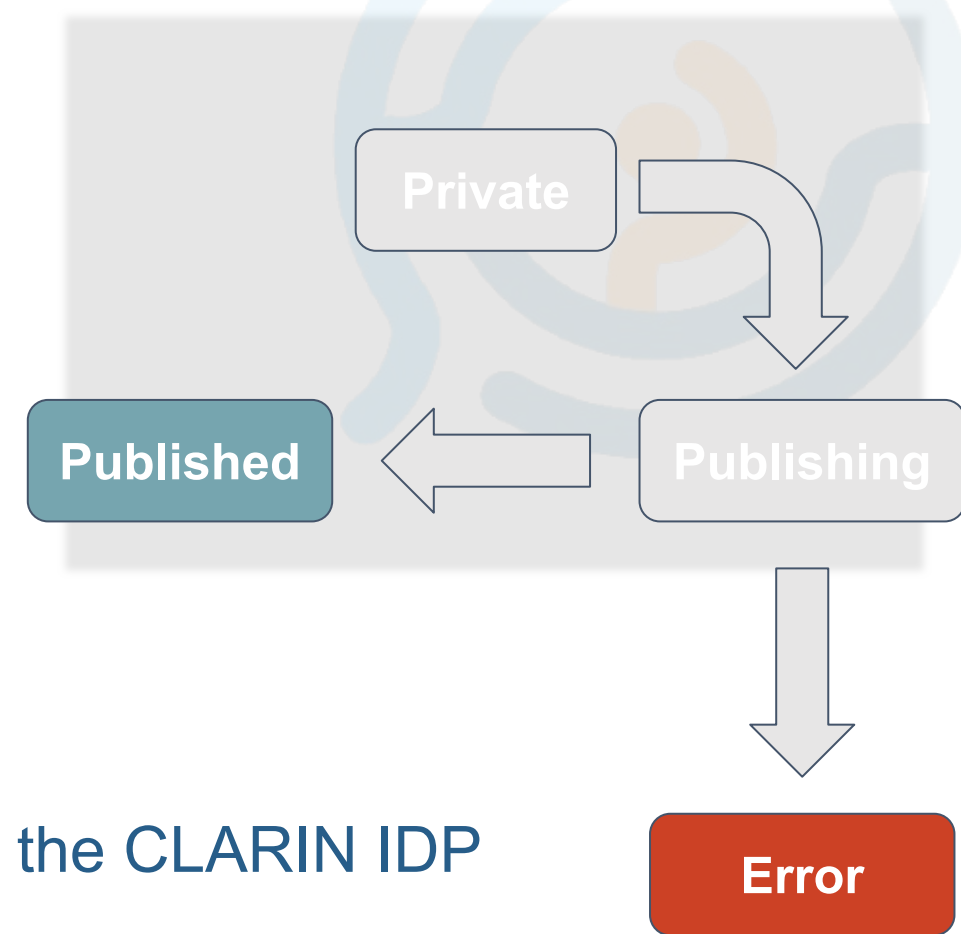 Private
Published
Publishing
the CLARIN IDP
Error